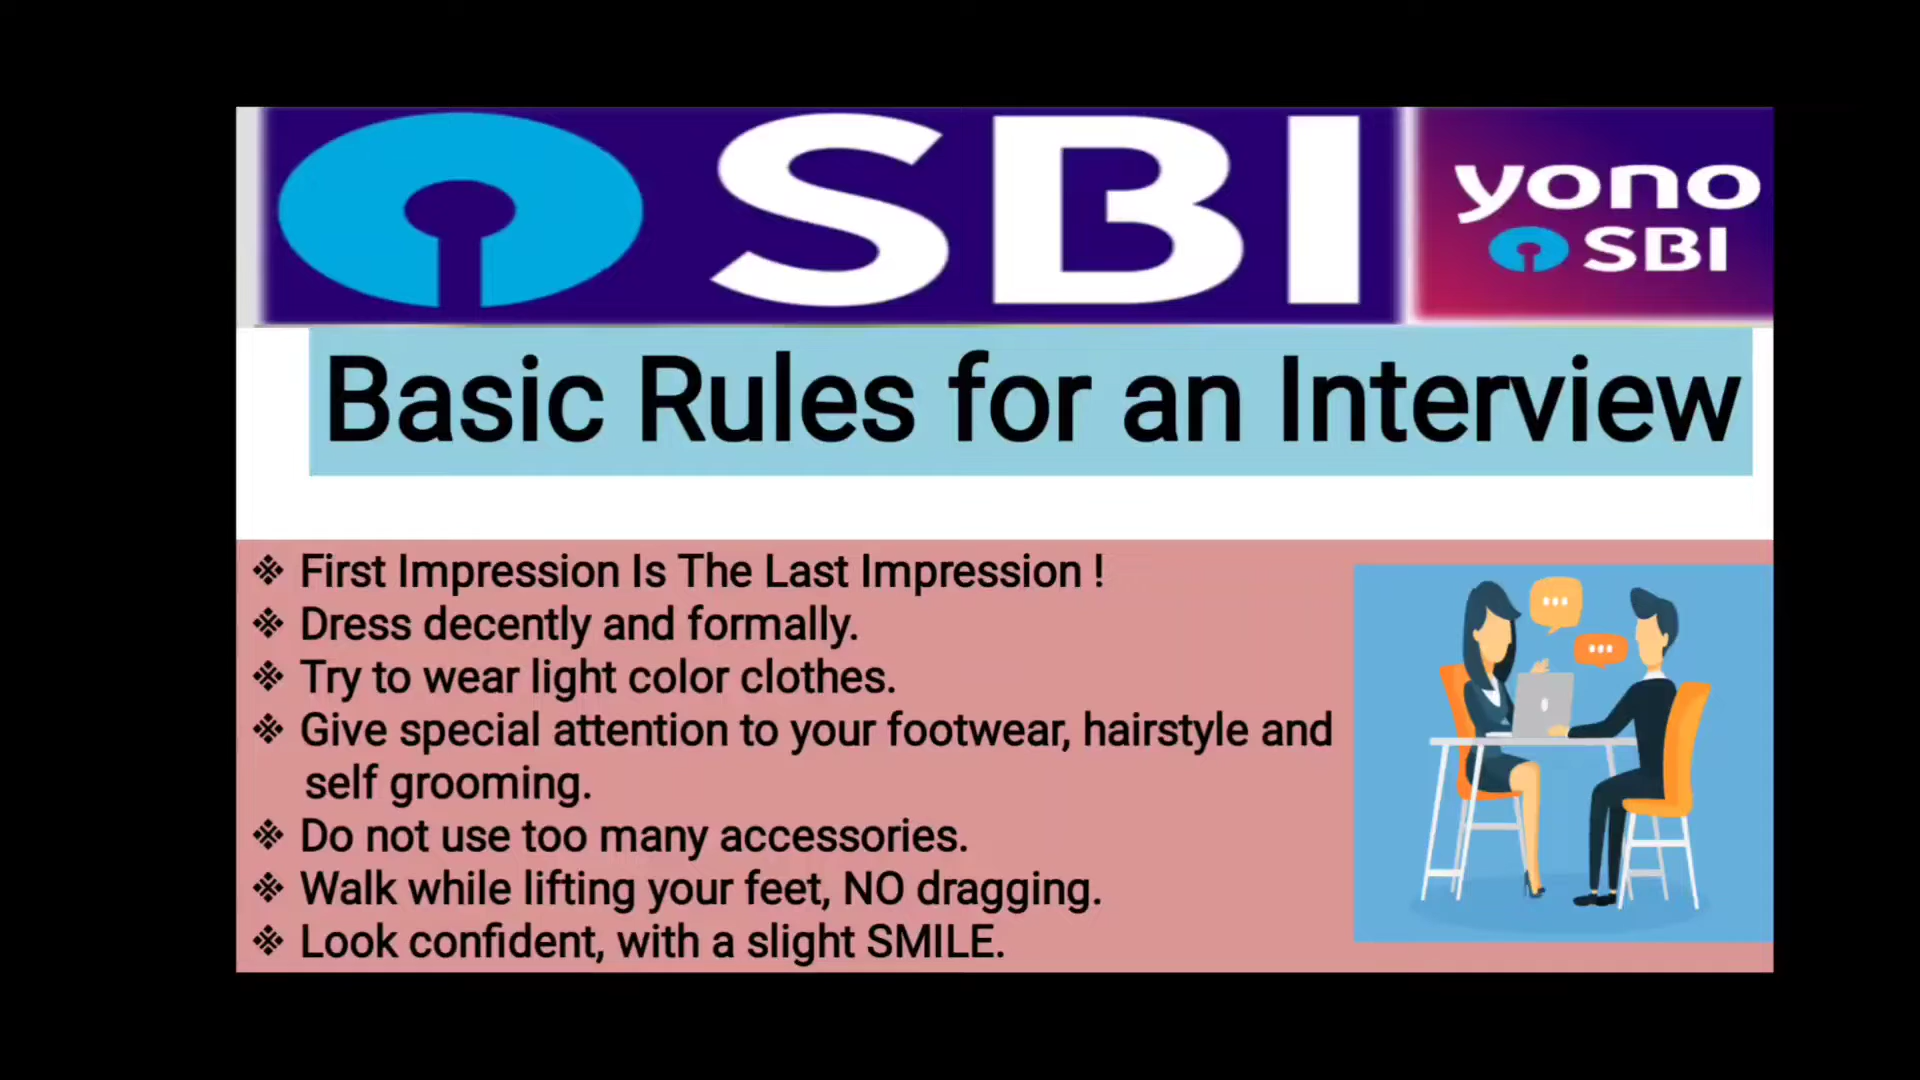 SBI
yono
SBI
Basic Rules for an Interview
❖ First Impression Is The Last Impression !
❖ Dress decently and formally.
❖ Try to wear light color clothes.
❖ Give special attention to your footwear, hairstyle and
self grooming.
❖ Do not use too many accessories.
❖ Walk while lifting your feet, NO dragging.
❖ Look confident, with a slight SMILE.